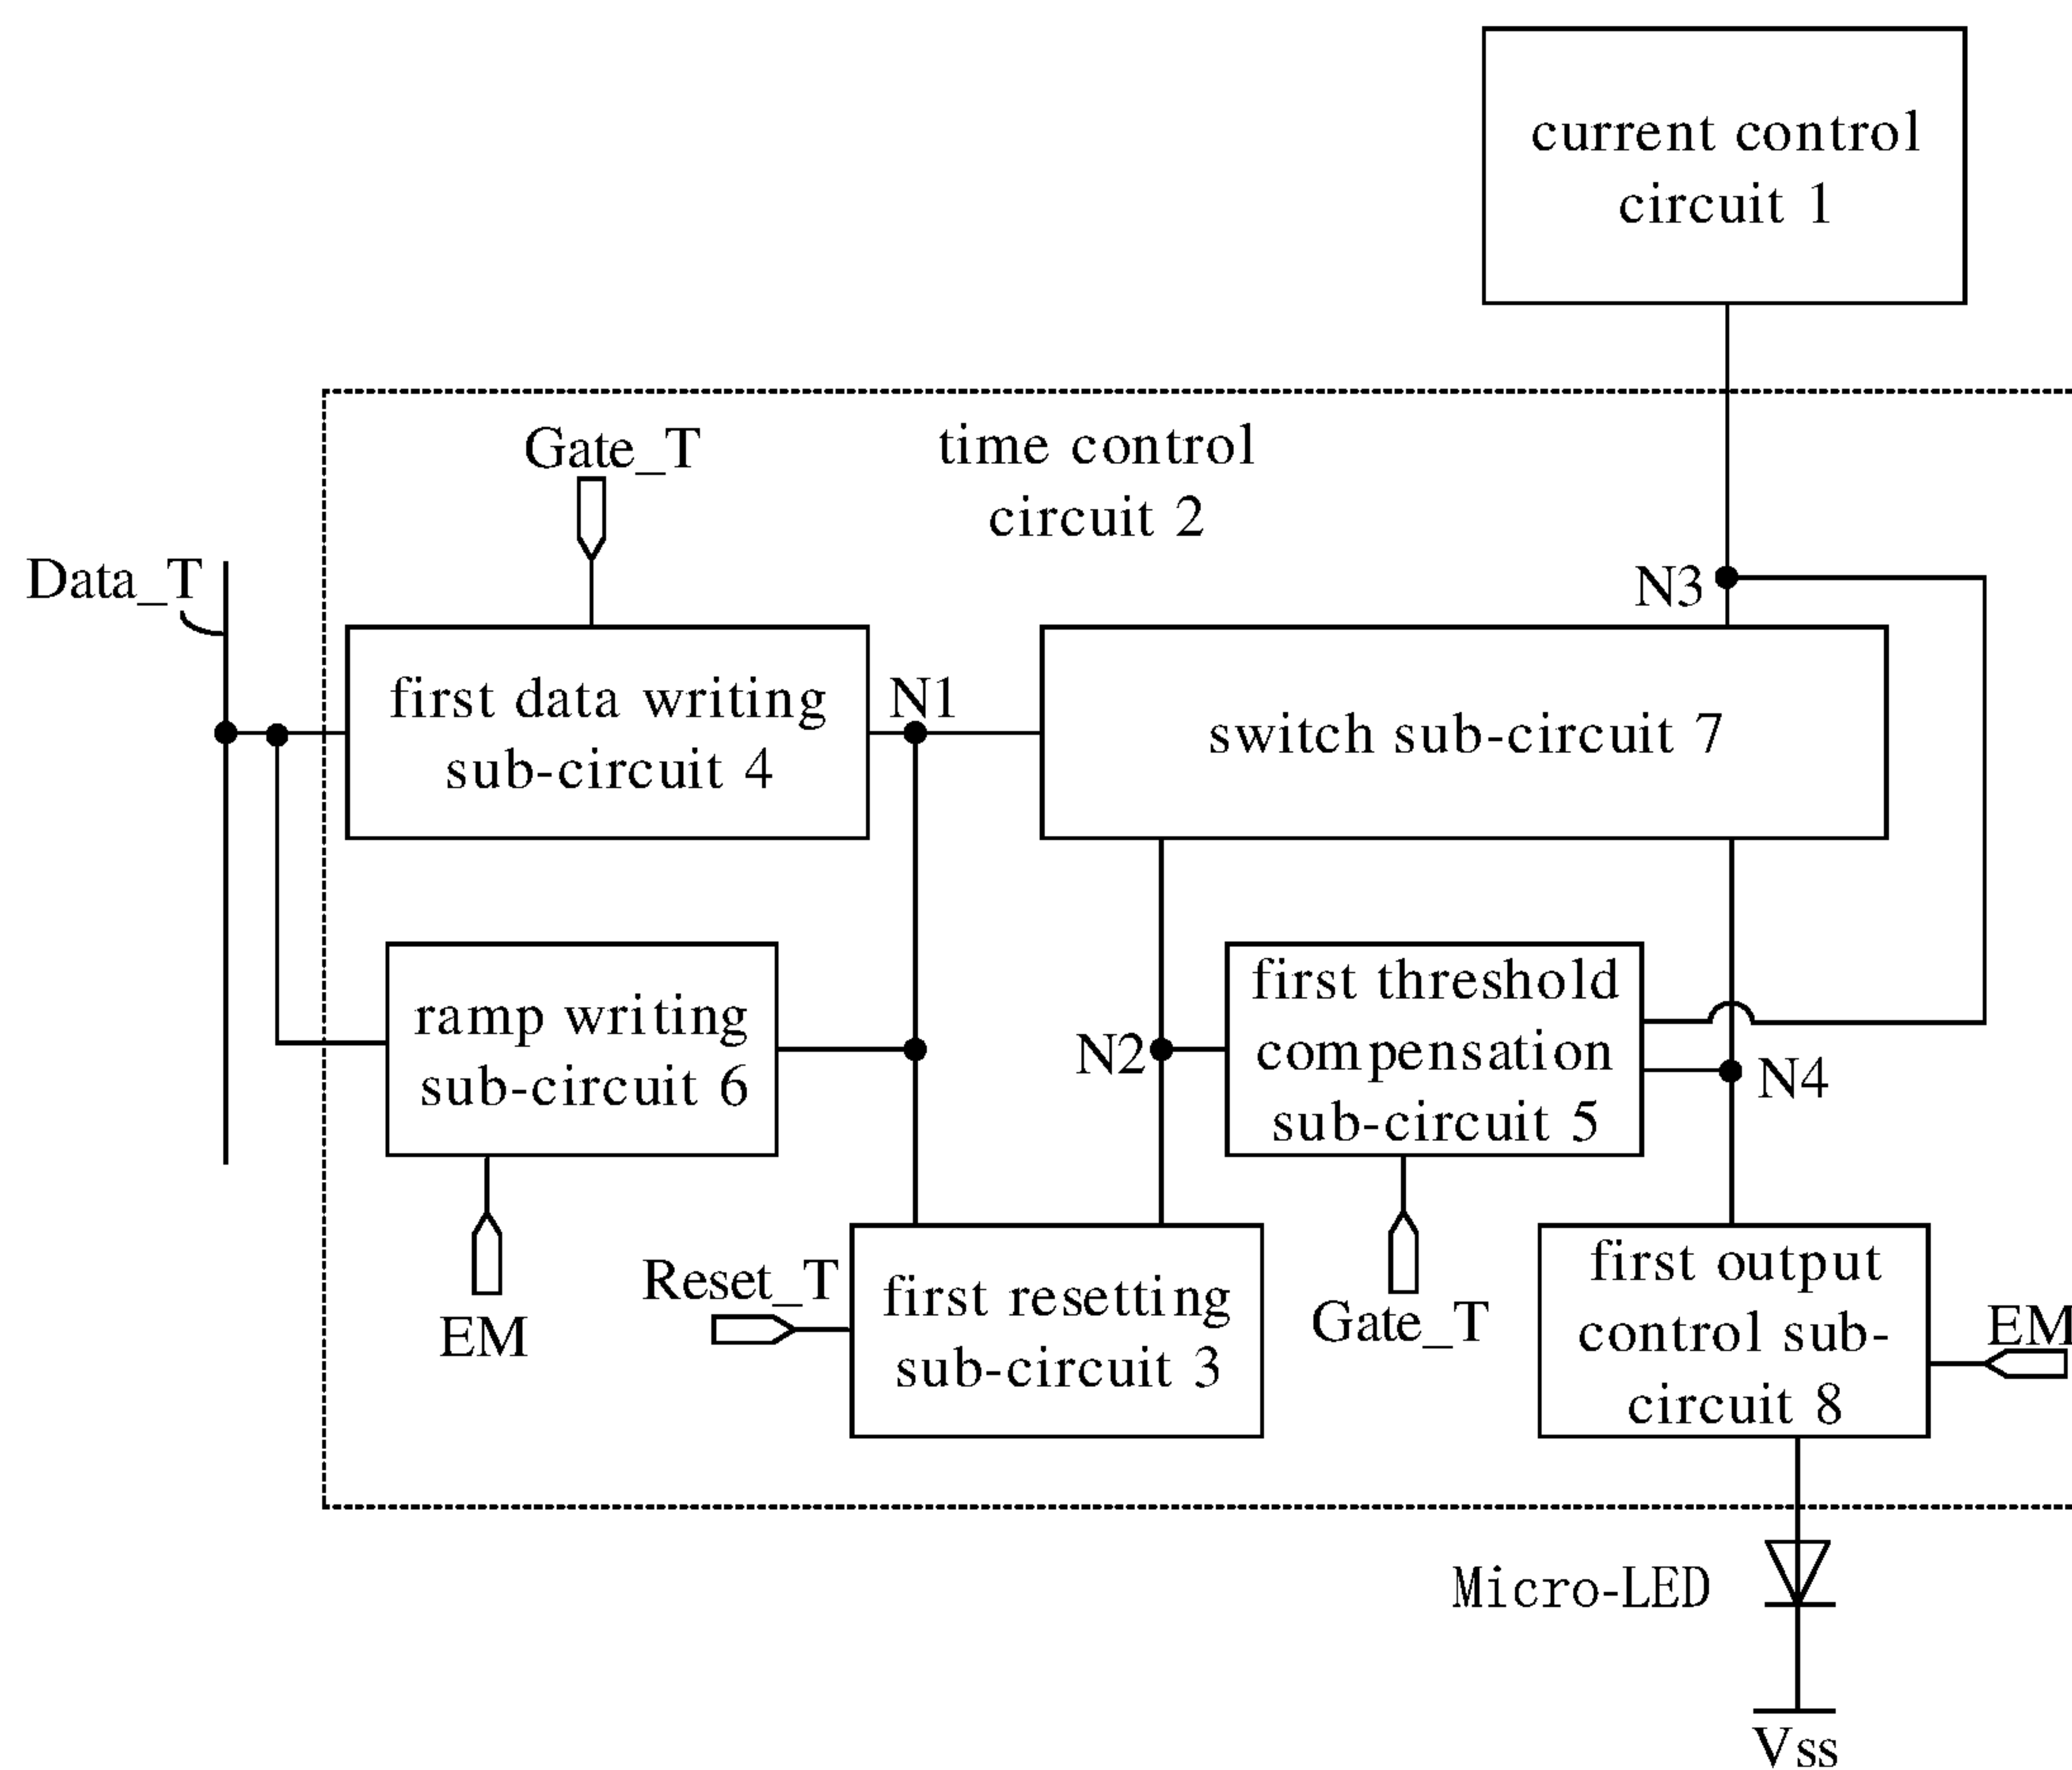 current control
circuit 1
Gate_T
time control
circuit 2
Data_T
N3
first data writing
sub-circuit 4
N1
switch sub-circuit 7
ramp writing
sub-circuit 6
N2
first threshold
compensation
sub-circuit 5
N4
EM
Reset_T
first resetting
sub-circuit 3
Gate_T
first output
control sub-
circuit 8
EM
Micro-LED
Vss